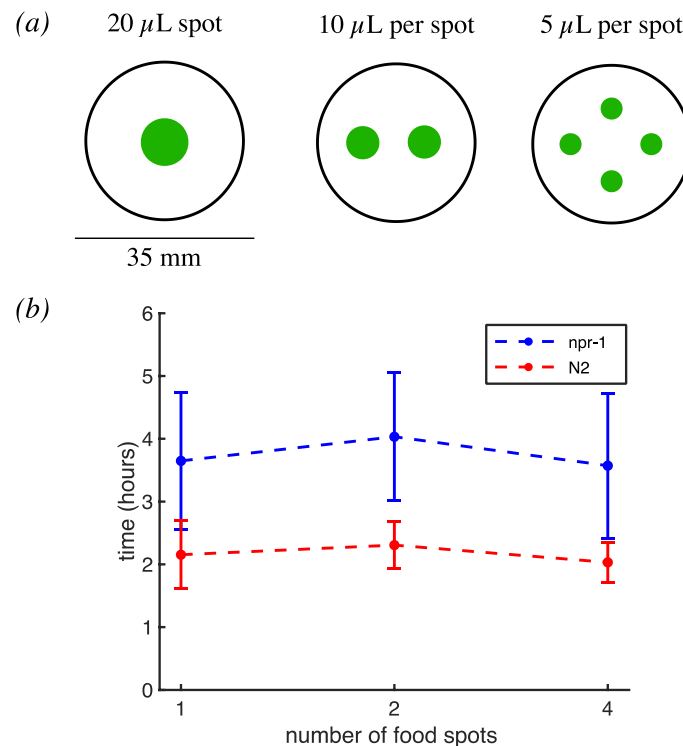 (a)
20 µL spot
10 µL per spot
5 µL per spot
35 mm
(b)
6
5
4
3
2
1
0
time (hours)
npr-1
N2
1
2
4
number of food spots